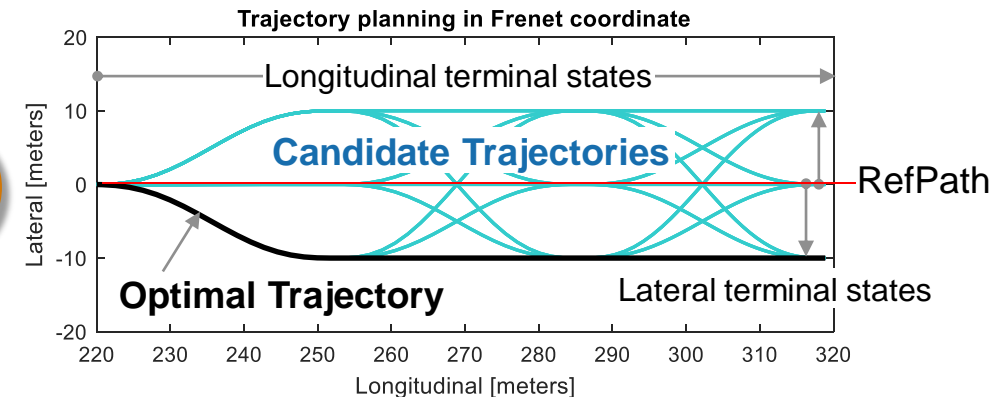 Trajectory planning in Frenet coordinate
20
Longitudinal terminal states
10
Candidate Trajectories
0
RefPath
Lateral [meters]
-10
Optimal Trajectory
Lateral terminal states
-20
220 230 240 250 260 270 280 290 300 310 320
Longitudinal [meters]